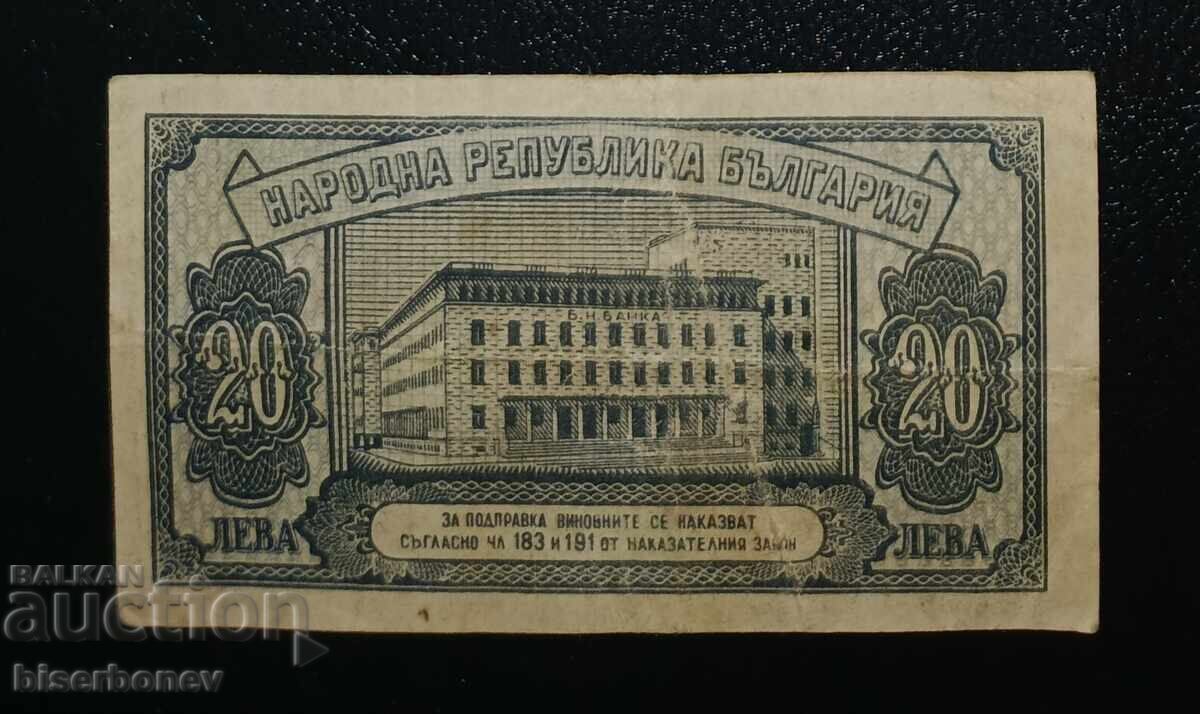 НАРОДНА РЕПУБЛИКА БЪЛГАРИЯ
Б.Н.БАНКА
20 20
ЛЕВА ЛЕВА
ЗА ПОДПРАВКА ВИНОВНИТЕ СЕ НАКАЗВАТ
СЪГЛАСНО ЧЛ 183 И 191 ОТ НАКАЗАТЕЛНИЯ ЗАКОН
BALKAN
auction
biserbonev